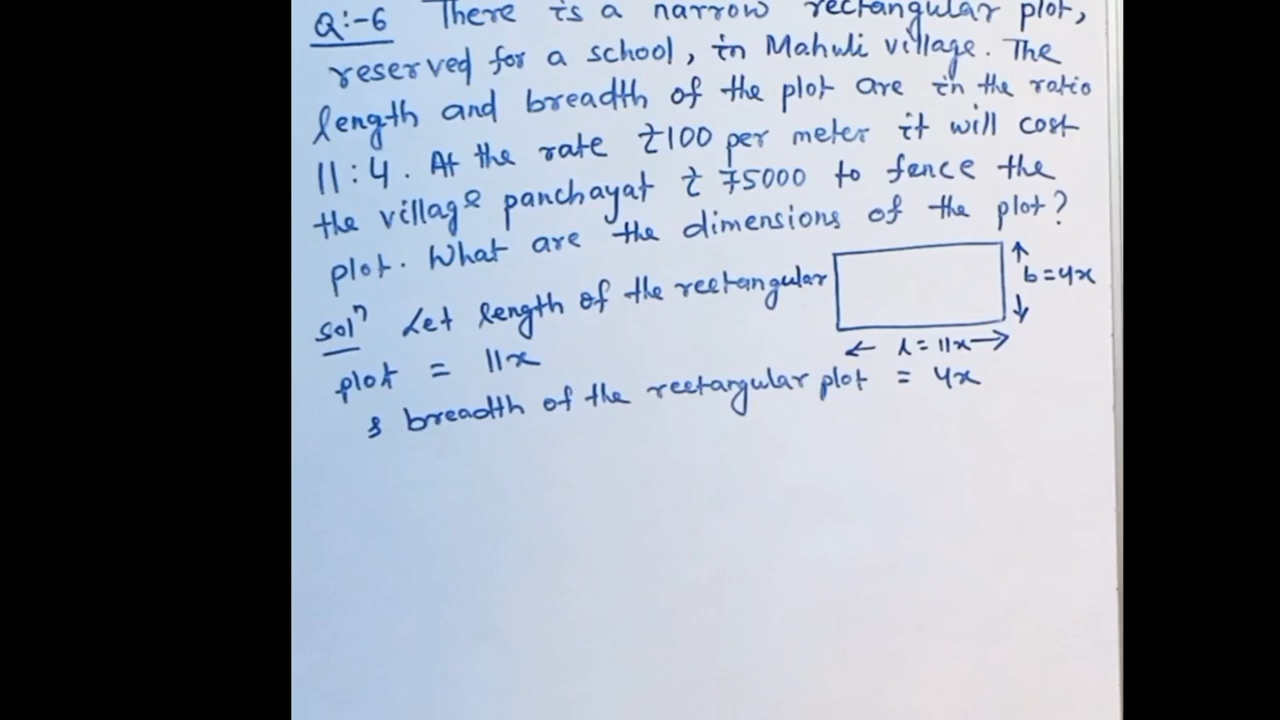 Q:-6 There is a narrow rectangular plot,
reserved for a school, in Mahuli village. The
length and breadth of the plot are in the ratio
11:4. At the rate ₹100 per meter it will cost
the village panchayat ₹ 75000 to fence the
plot. What are the dimensions of the plot?
b=4x
Solⁿ Let length of the rectangular
l=11x
plot = 11x
& breadth of the rectangular plot = 4x